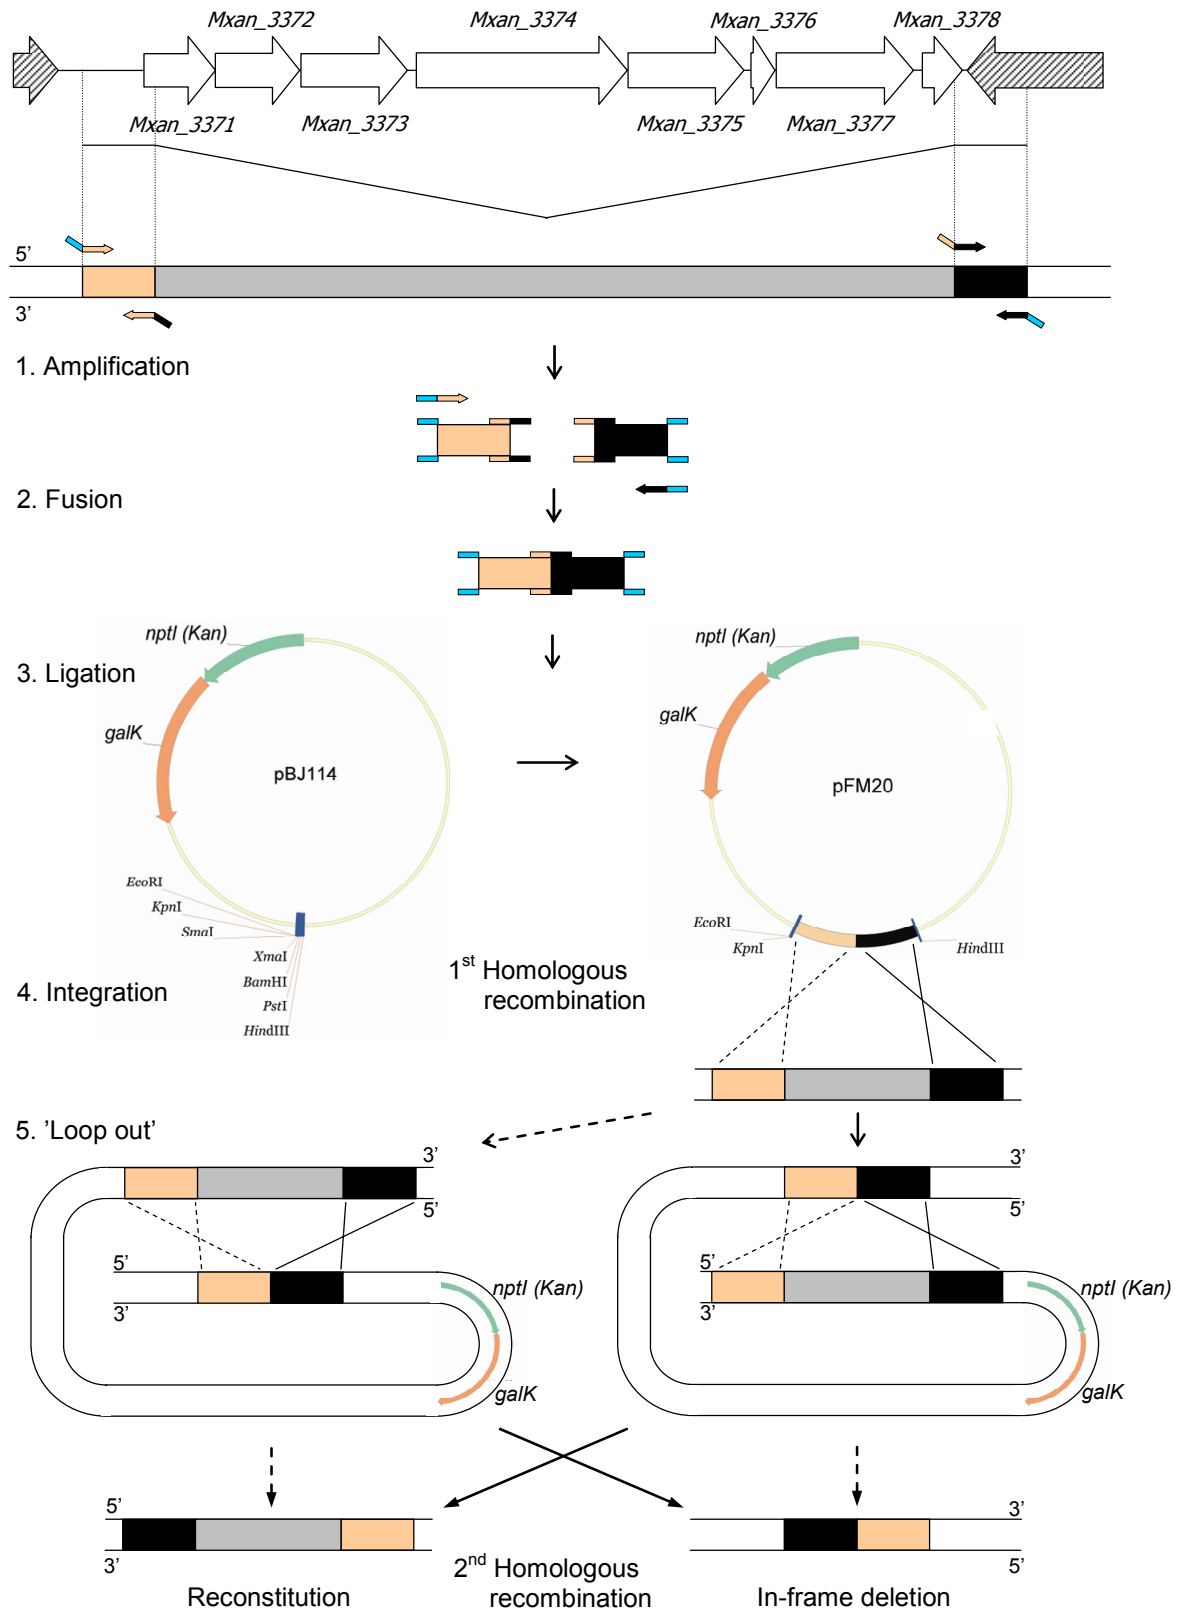 Mxan_3372
Mxan_3374
Mxan_3376
Mxan_3378
Mxan_3371
Mxan_3373
Mxan_3375
Mxan_3377
5’
3’
1. Amplification
2. Fusion
3. Ligation
nptI (Kan)
galK
pBJ114
EcoRI
KpnI
SmaI
XmaI
BamHI
PstI
HindIII
nptI (Kan)
galK
pFM20
EcoRI
KpnI
HindIII
4. Integration
1st Homologous
recombination
5. ’Loop out’
3’
5’
5’
3’
nptI (Kan)
galK
3’
5’
5’
3’
nptI (Kan)
galK
5’
3’
Reconstitution
2nd Homologous
recombination
3’
5’
In-frame deletion